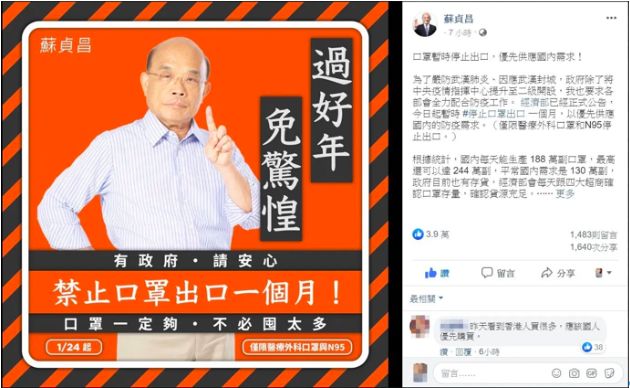 蘇貞昌
過好年
免驚惶
有政府・請安心
禁止口罩出口一個月！
口罩一定夠・不必囤太多
1/24 起
僅限醫療外科口罩與N95
蘇貞昌
7 小時・
口罩暫時停止出口，優先供應國內需求！
為了嚴防武漢肺炎、因應武漢封城，政府除了將
中央疫情指揮中心提升至二級開設，我也要求各
部會全力配合防疫工作。 經濟部已經正式公告，
今日起暫時 #停止口罩出口 一個月，以優先供應
國內的防疫需求。（僅限醫療外科口罩和N95停
止出口。）
根據統計，國內每天能生產 188 萬副口罩，最高
還可以達 244 萬副，平常國內需求是 130 萬副，
政府目前也有存貨，經濟部會每天跟四大超商確
認口罩存量，確認貨源充足。…… 更多
3.9 萬
1,483則留言
1,640次分享
讚
留言
分享
最相關
昨天看到香港人買很多，應該國人
優先購買。
38
讚・回覆・6小時
留言……